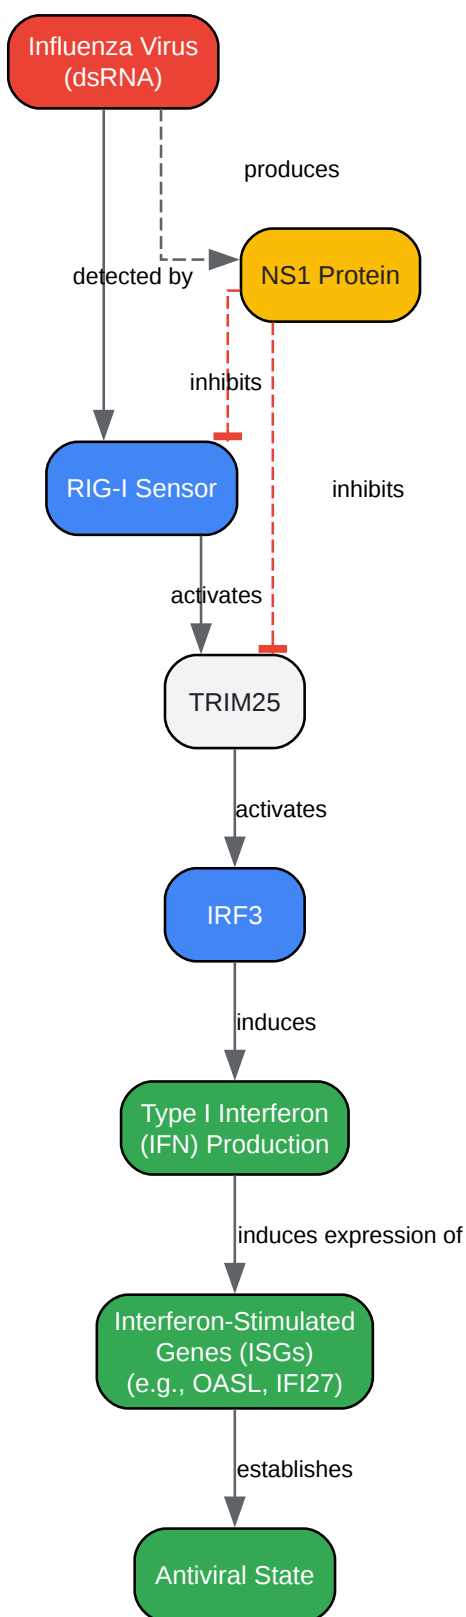 Influenza Virus
(dsRNA)
produces
NS1 Protein
detected by
inhibits
RIG-I Sensor
inhibits
activates
TRIM25
activates
IRF3
induces
Type I Interferon
(IFN) Production
induces expression of
Interferon-Stimulated
Genes (ISGs)
(e.g., OASL, IFI27)
establishes
Antiviral State